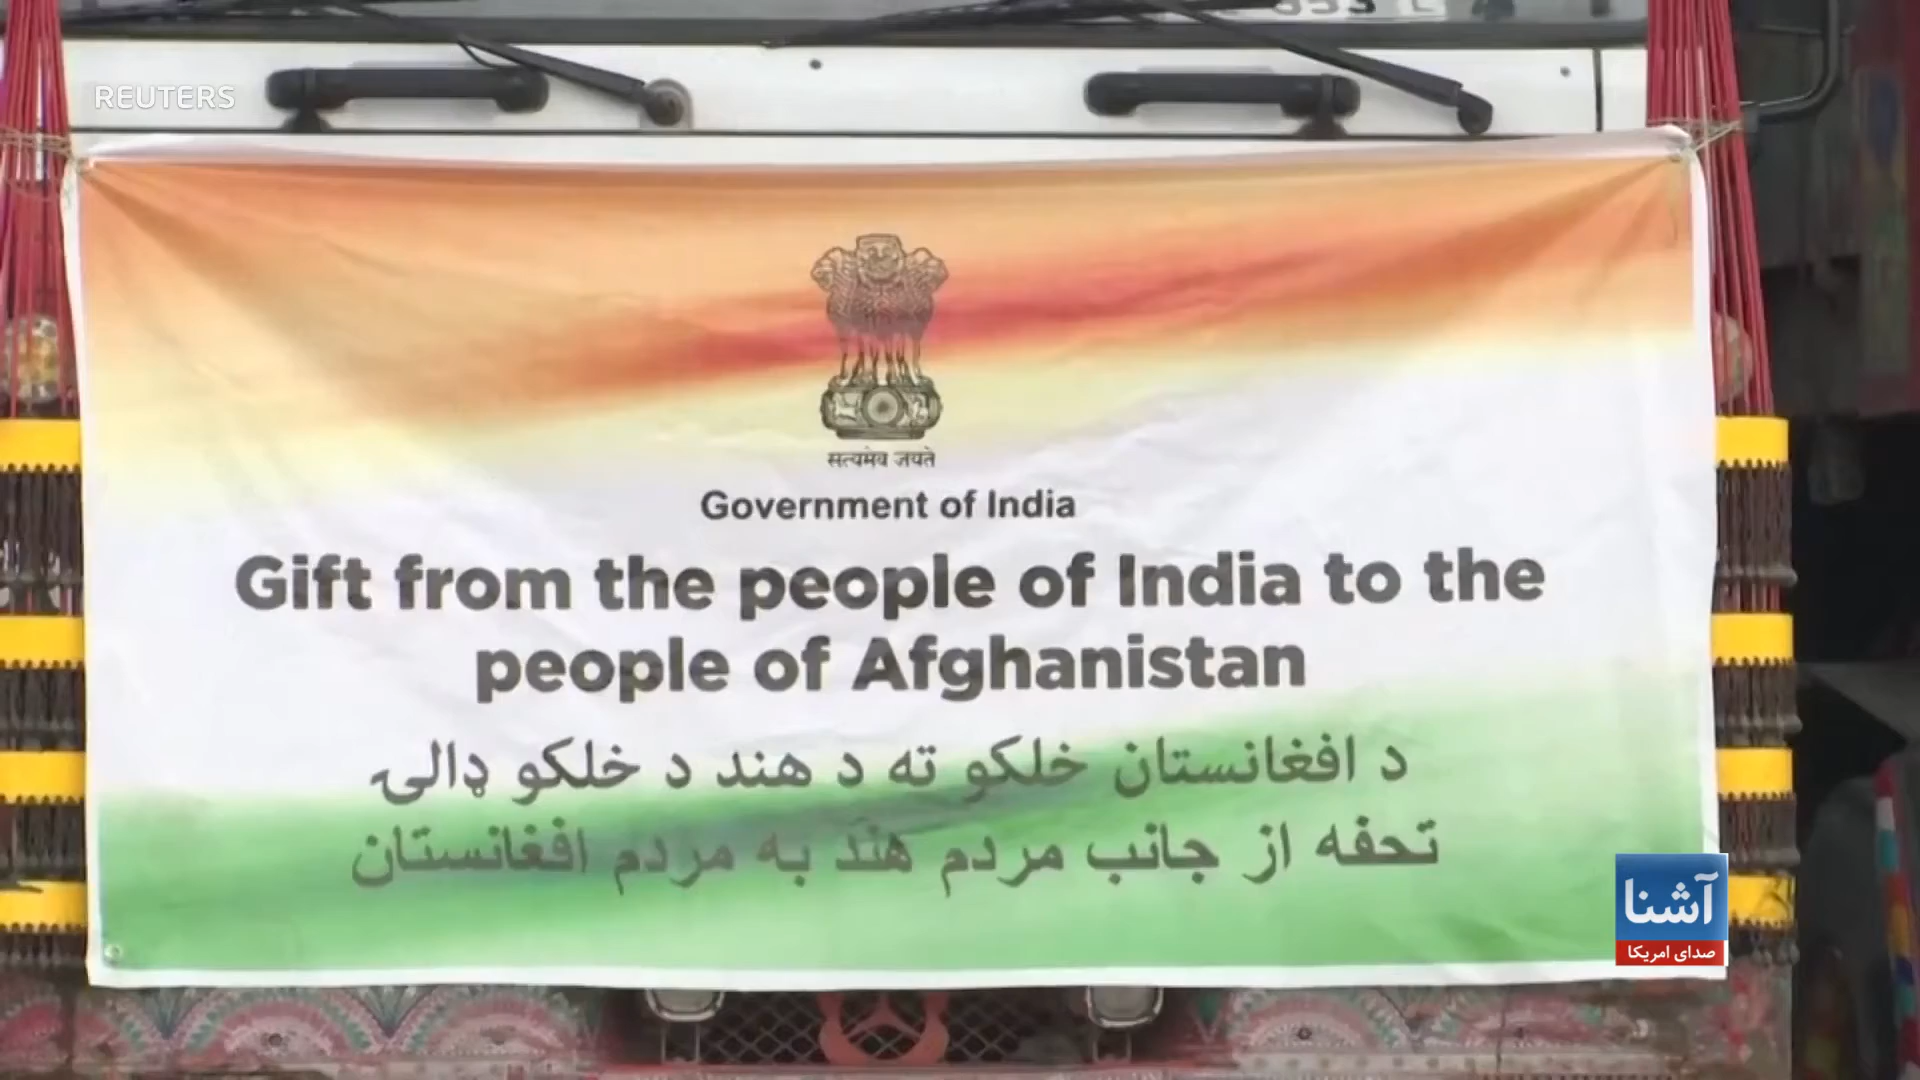 REUTERS
सत्यमेव जयते
Government of India
Gift from the people of India to the
people of Afghanistan
د افغانستان خلکو ته د هند د خلکو ډالۍ
تحفه از جانب مردم هند به مردم افغانستان
آشنا
صدای امریکا